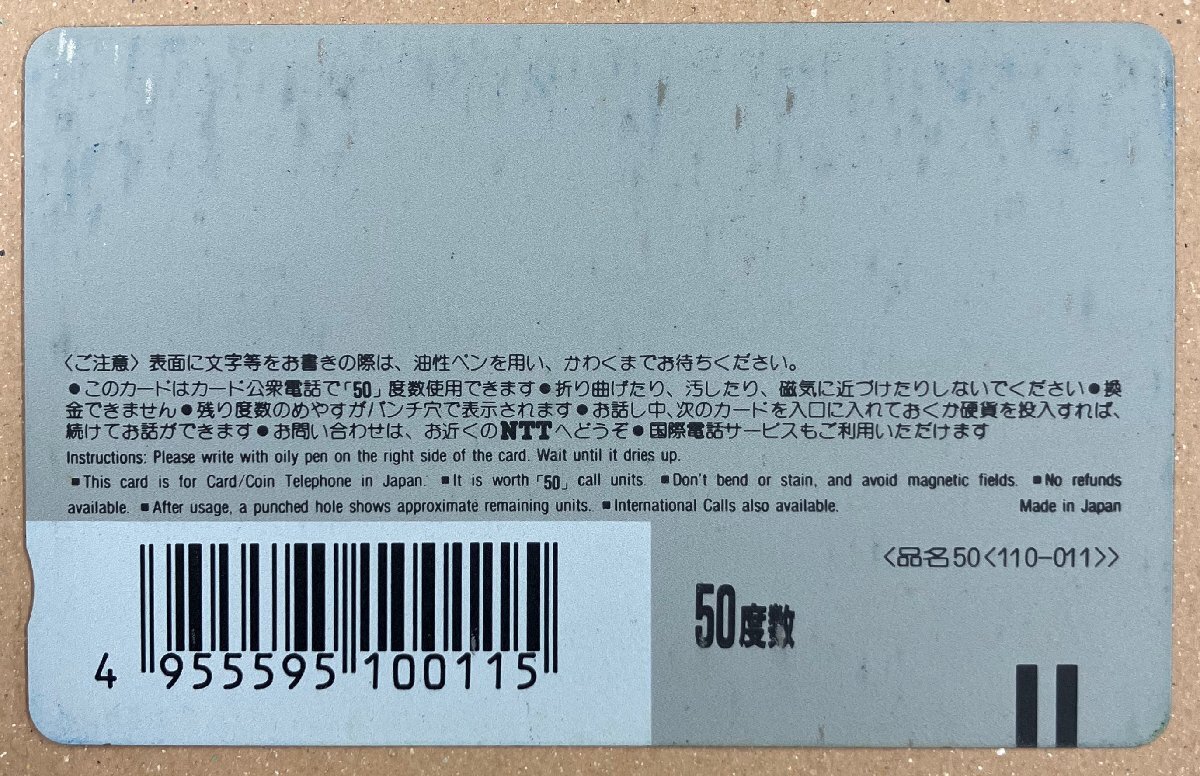 〈ご注意〉表面に文字等をお書きの際は、油性ペンを用い、かわくまでお待ちください。
●このカードはカード公衆電話で「50」度数使用できます●折り曲げたり、汚したり、磁気に近づけたりしないでください●換
金できません●残り度数のめやすがパンチ穴で表示されます●お話し中、次のカードを入口に入れておくか硬貨を投入すれば、
続けてお話ができます●お問い合わせは、お近くのNTTへどうぞ●国際電話サービスもご利用いただけます
Instructions: Please write with oily pen on the right side of the card. Wait until it dries up.
■This card is for Card/Coin Telephone in Japan. ■It is worth「50」call units. ■Don't bend or stain, and avoid magnetic fields. ■No refunds
available. ■After usage, a punched hole shows approximate remaining units. ■International Calls also available. Made in Japan
<品名50<110-011>>
50度数
4 955595 100115